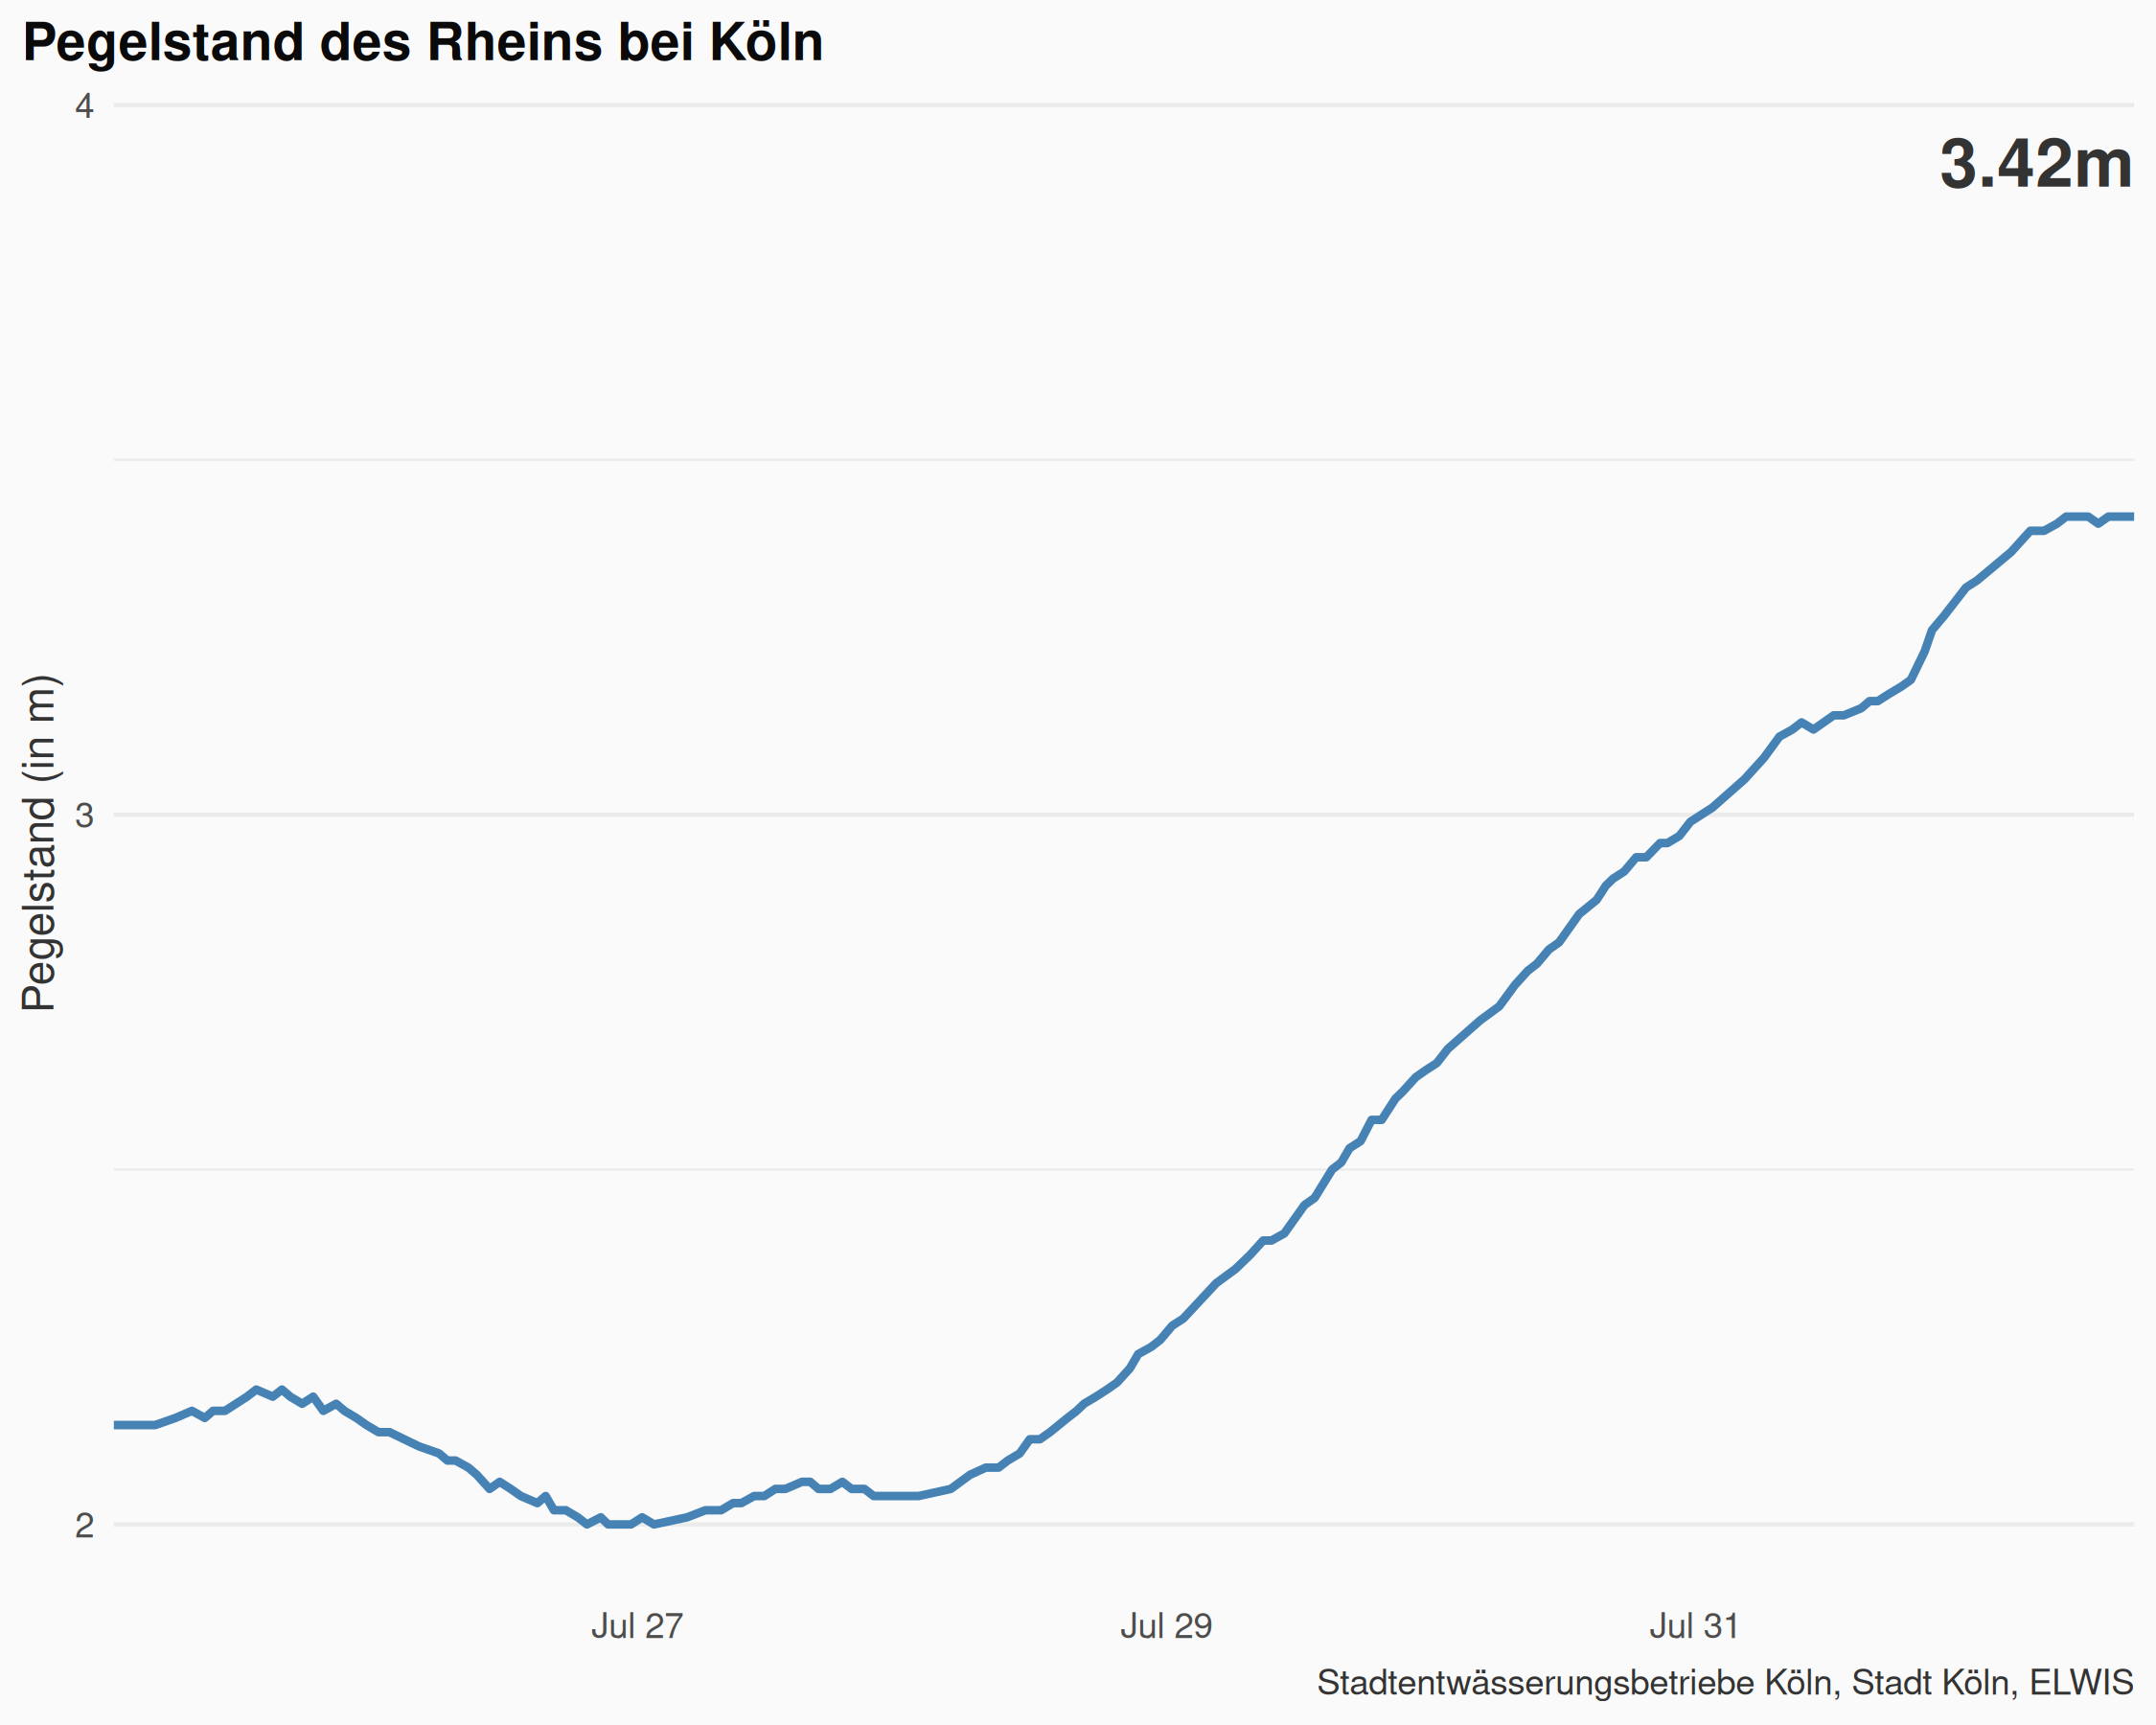 Pegelstand des Rheins bei Köln
4
3.42m
Pegelstand (in m)
3
2
Jul 27
Jul 29
Jul 31
Stadtentwässerungsbetriebe Köln, Stadt Köln, ELWIS